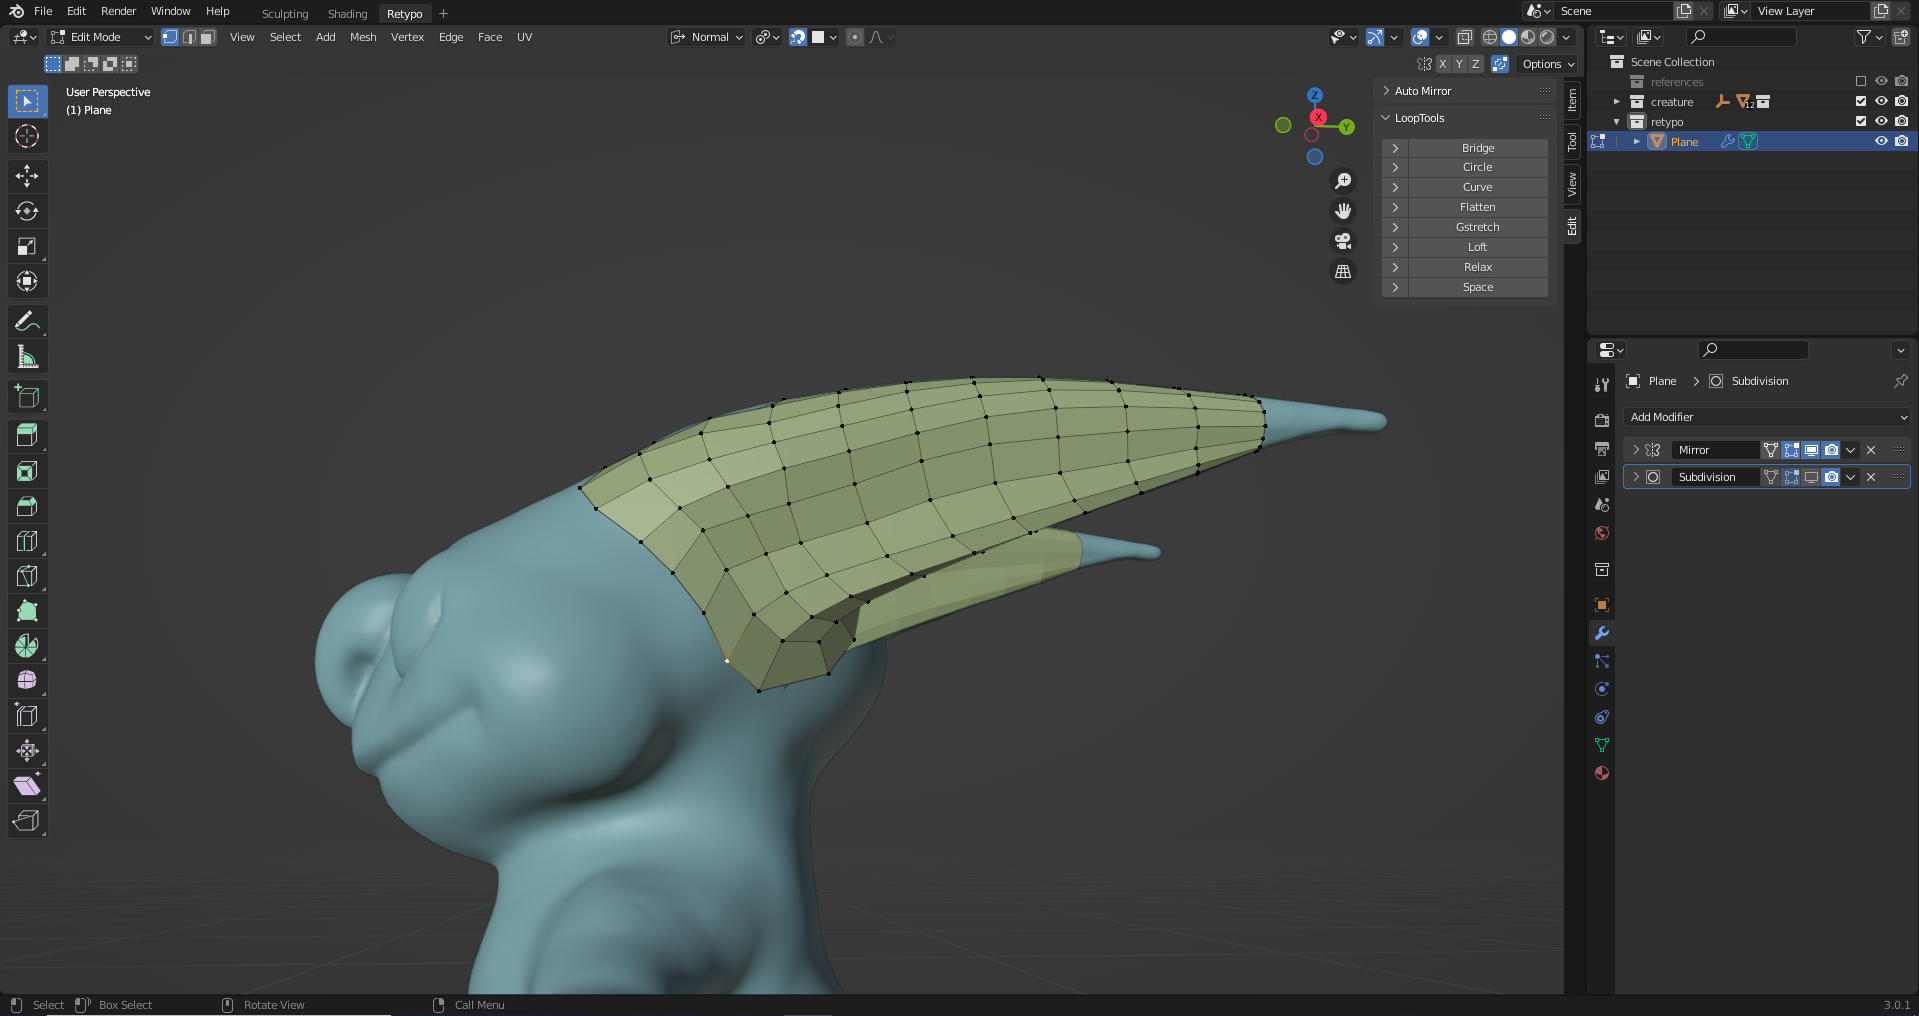 File Edit Render Window Help Sculpting Shading Retypo + Scene View Layer
Edit Mode View Select Add Mesh Vertex Edge Face UV Normal
X Y Z Options
User Perspective
(1) Plane
Z
X
Y
Auto Mirror
LoopTools
Bridge
Circle
Curve
Flatten
Gstretch
Loft
Relax
Space
Item
Tool
View
Edit
Scene Collection
references
creature 12
retypo
Plane
Plane > Subdivision
Add Modifier
Mirror
Subdivision
Select Box Select Rotate View Call Menu 3.0.1